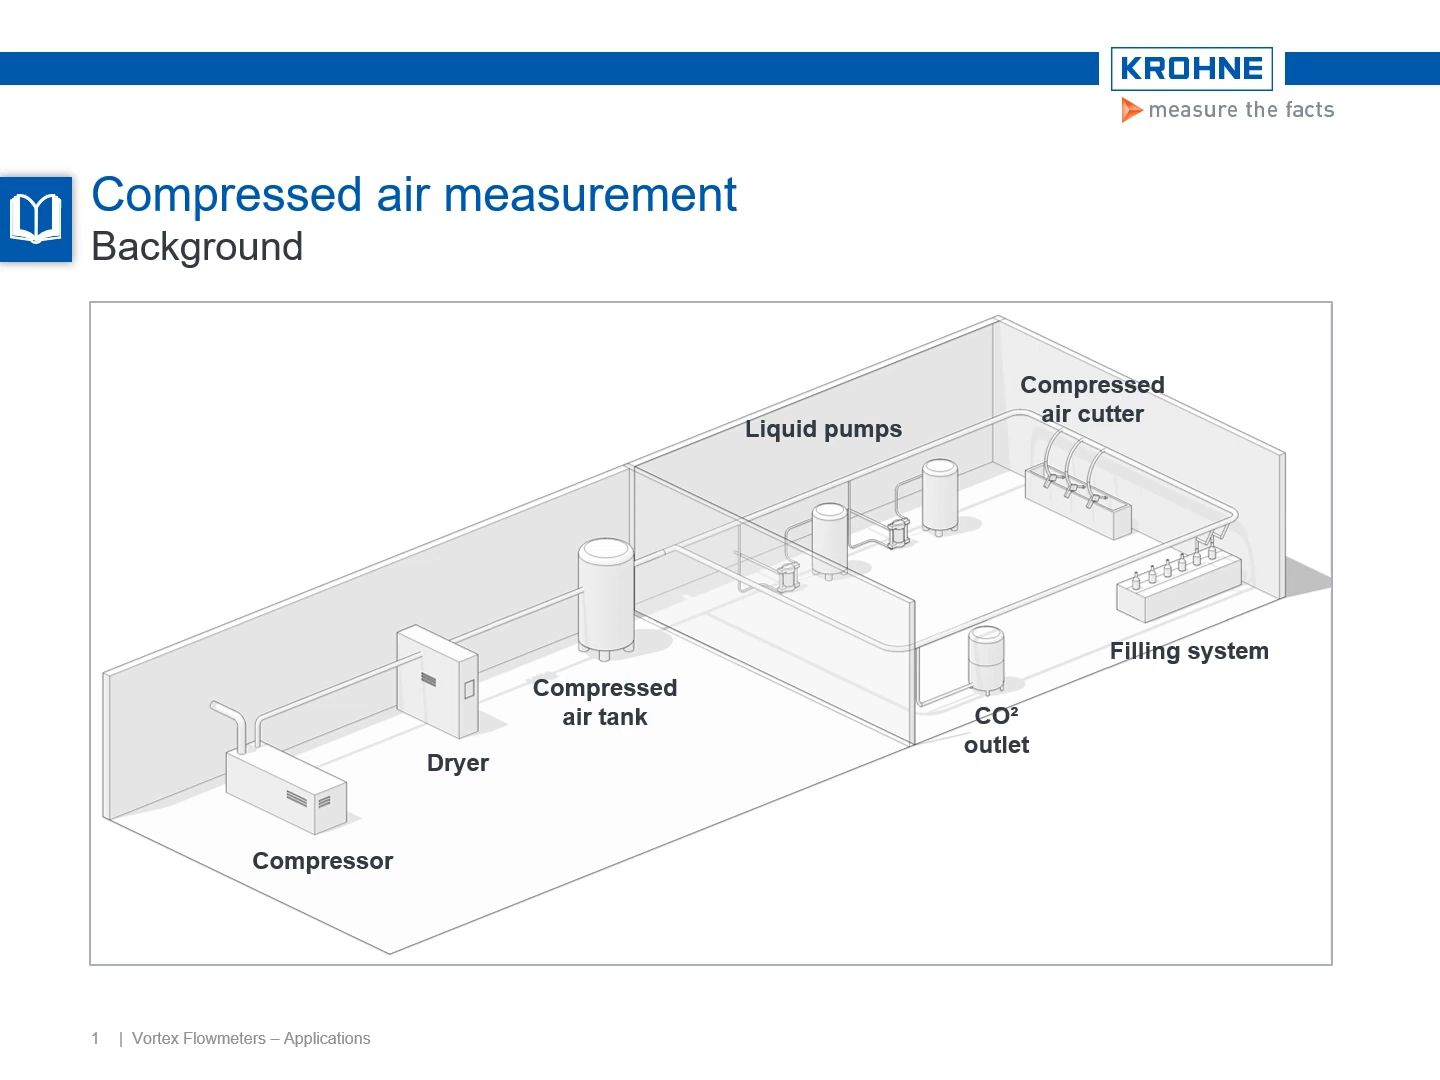 KROHNE
measure the facts
Compressed air measurement
Background
Compressed
air cutter
Liquid pumps
Filling system
Compressed
air tank
CO²
outlet
Dryer
Compressor
1 | Vortex Flowmeters – Applications